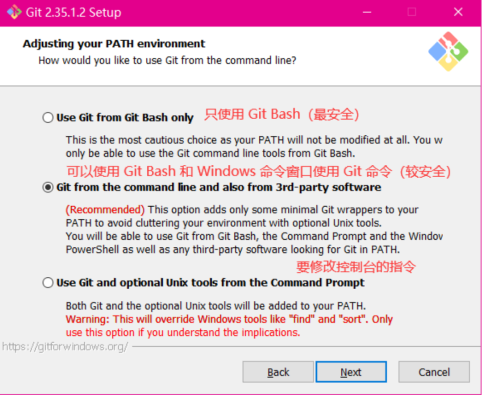 Git 2.35.1.2 Setup
Adjusting your PATH environment
How would you like to use Git from the command line?
Use Git from Git Bash only 只使用 Git Bash（最安全）
This is the most cautious choice as your PATH will not be modified at all. You w
only be able to use the Git command line tools from Git Bash.
可以使用 Git Bash 和 Windows 命令窗口使用 Git 命令（较安全）
Git from the command line and also from 3rd-party software
(Recommended) This option adds only some minimal Git wrappers to your
PATH to avoid cluttering your environment with optional Unix tools.
You will be able to use Git from Git Bash, the Command Prompt and the Window
PowerShell as well as any third-party software looking for Git in PATH.
要修改控制台的指令
Use Git and optional Unix tools from the Command Prompt
Both Git and the optional Unix tools will be added to your PATH.
Warning: This will override Windows tools like "find" and "sort". Only
use this option if you understand the implications.
https://gitforwindows.org/
Back Next Cancel